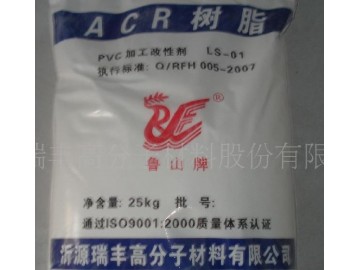 ACR树脂
PVC加工改性剂 LS-01
执行标准: Q/RFH 005-2007
®
鲁山牌
净含量: 25kg 批号:
通过ISO9001:2000质量体系认证
沂源瑞丰高分子材料有限公司